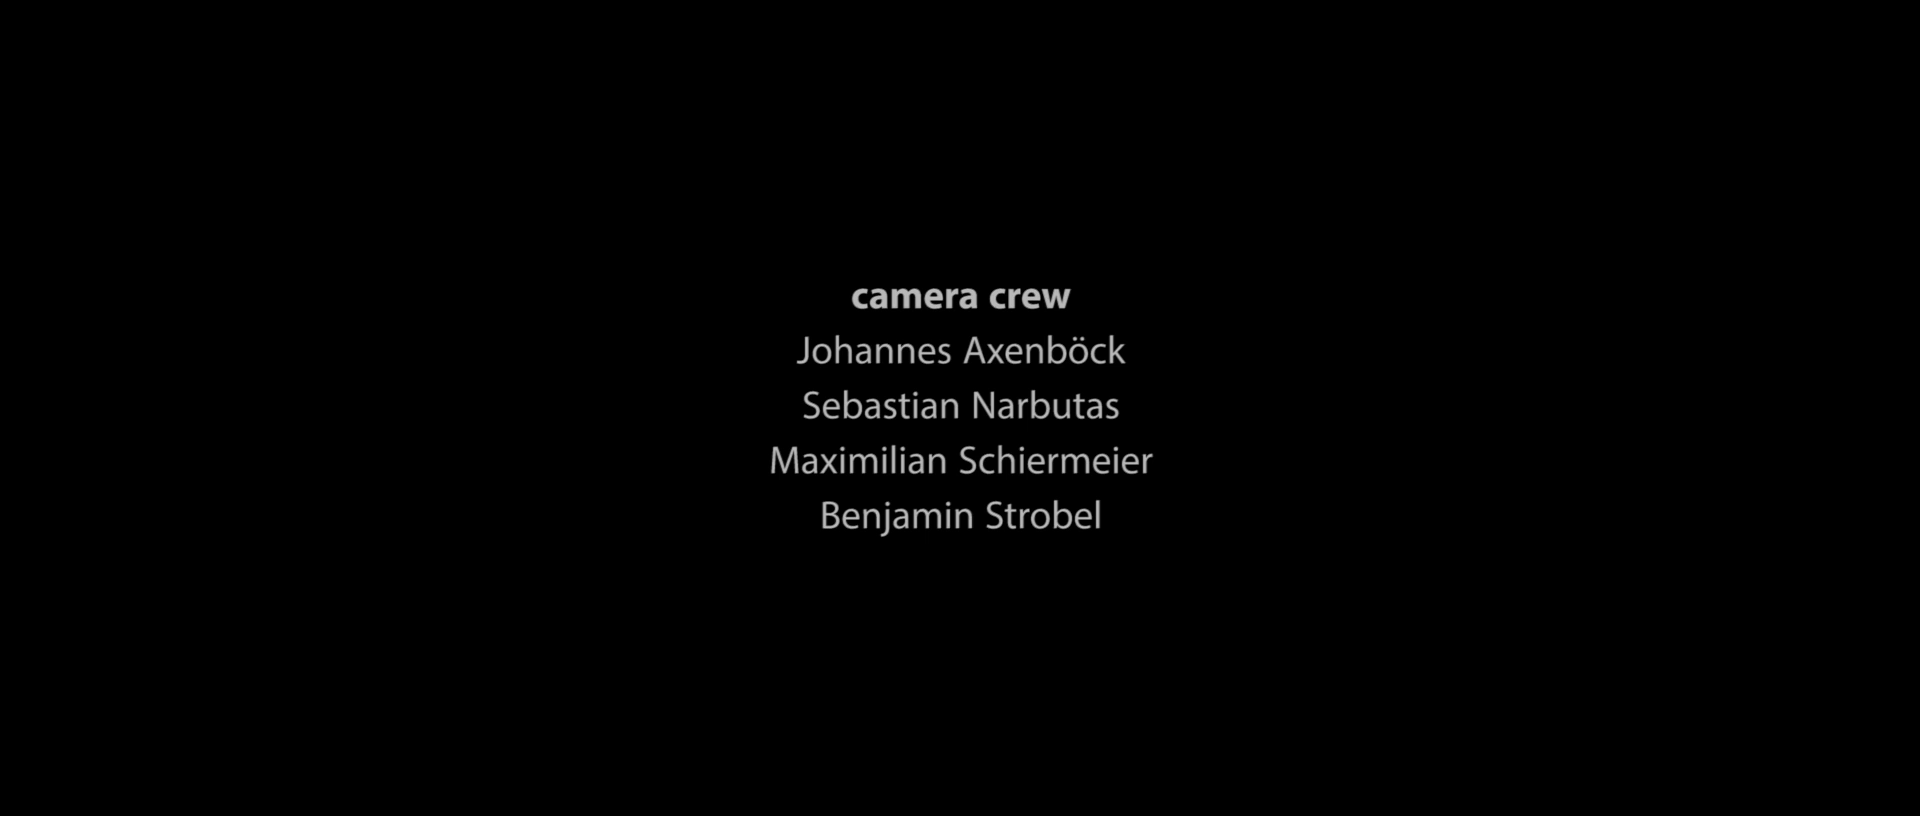 camera crew
Johannes Axenböck
Sebastian Narbutas
Maximilian Schiermeier
Benjamin Strobel